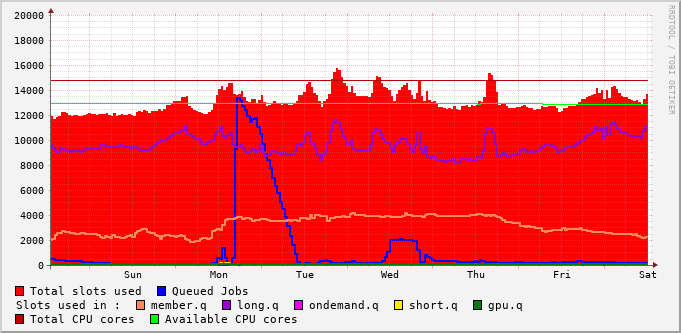 20000
18000
16000
14000
12000
10000
8000
6000
4000
2000
0
Sun Mon Tue Wed Thu Fri Sat
Total slots used Queued Jobs
Slots used in : member.q long.q ondemand.q short.q gpu.q
Total CPU cores Available CPU cores
RRDTOOL / TOBI OETIKER